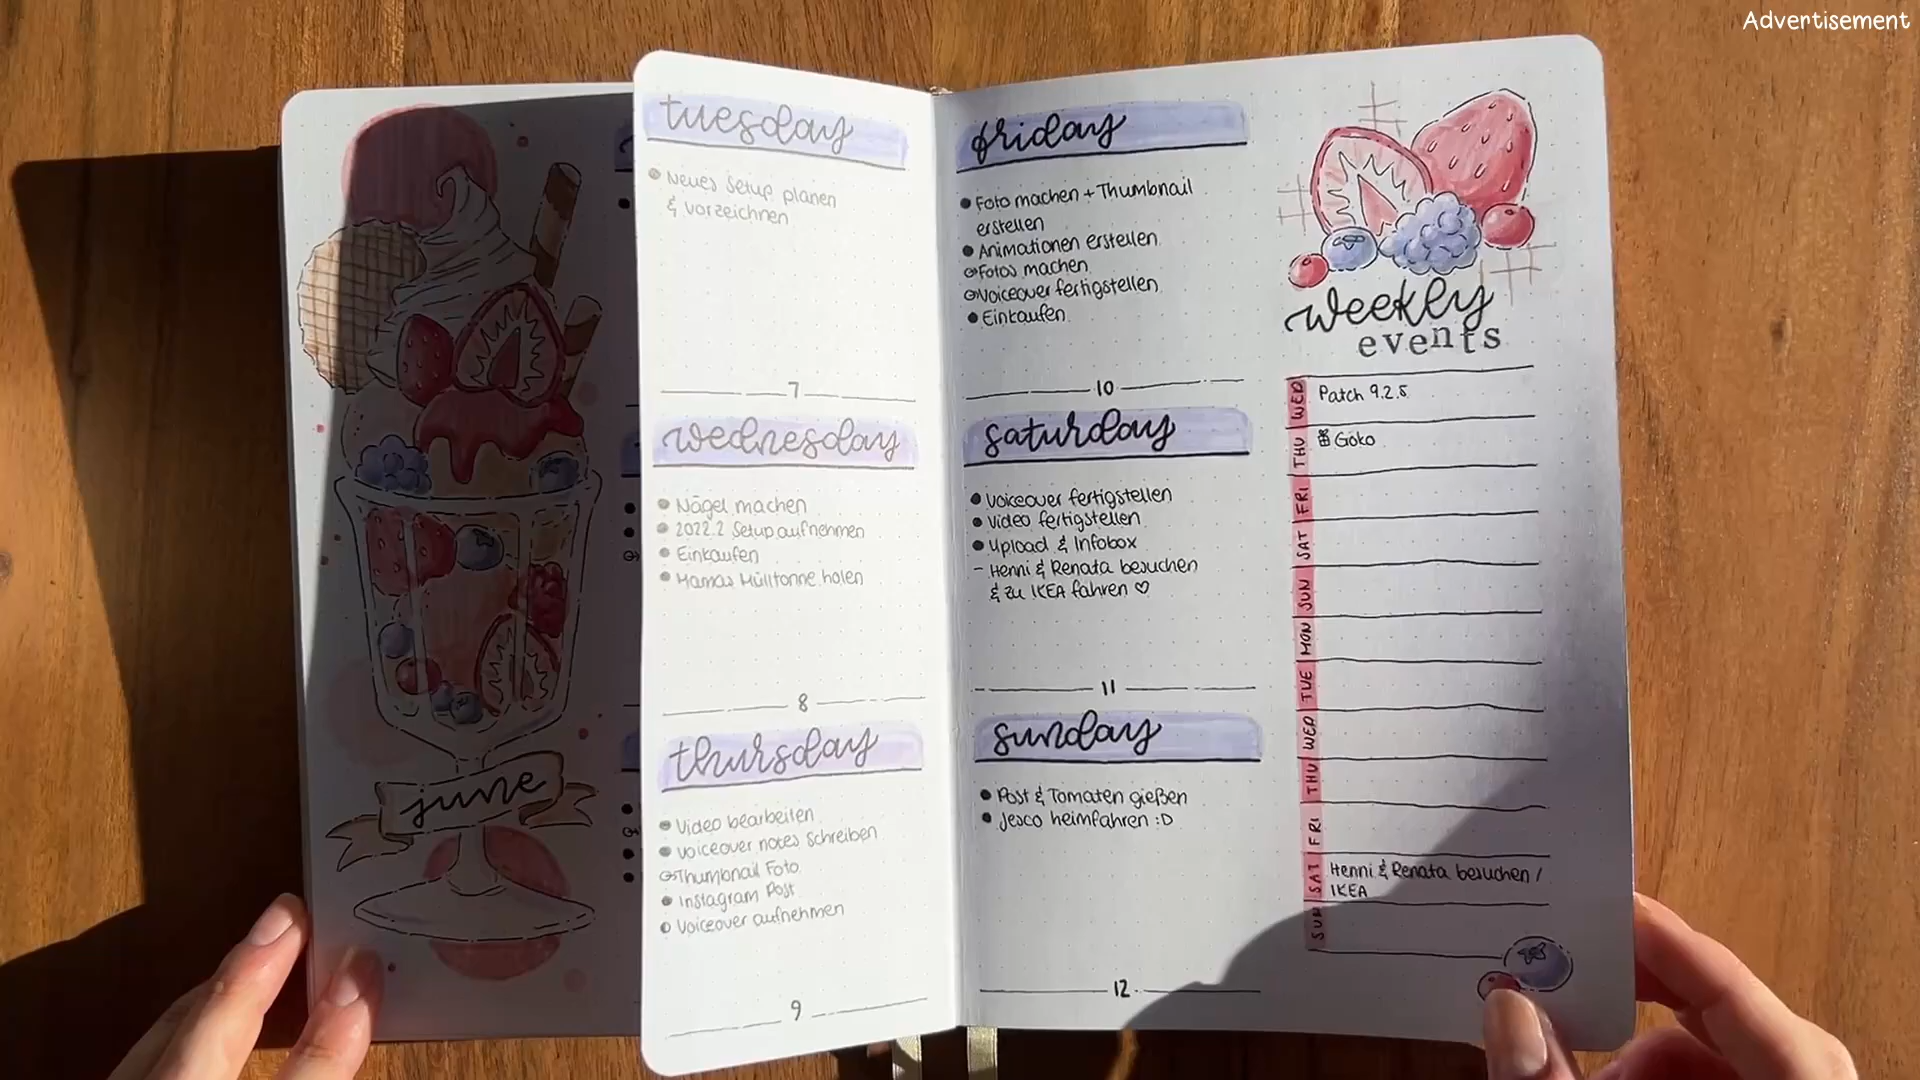 Advertisement
june
tuesday
Neues Setup planen
& vorzeichnen
7
wednesday
Nägel machen
2022.2 Setup aufnehmen
Einkaufen
Mamas Mülltonne holen
8
thursday
Video bearbeiten
voiceover notes schreiben
Thumbnail Foto
Instagram Post
Voiceover aufnehmen
9
friday
Foto machen + Thumbnail
erstellen
Animationen erstellen
Fotos machen
Voiceover fertigstellen
Einkaufen
10
saturday
Voiceover fertigstellen
Video fertigstellen
Upload & Infobox
- Henni & Renata besuchen
& zu IKEA fahren ♡
11
sunday
Post & Tomaten gießen
Jesco heimfahren :D
12
weekly
events
WED Patch 9.2.5
THU Goko
FRI
SAT
SUN
MON
TUE
WED
THU
FRI
SAT Henni & Renata besuchen /
IKEA
SUN